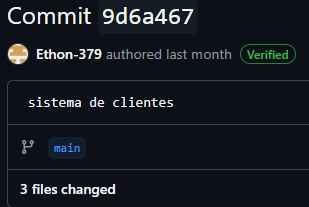 Commit 9d6a467
Ethon-379 authored last month Verified
sistema de clientes
main
3 files changed